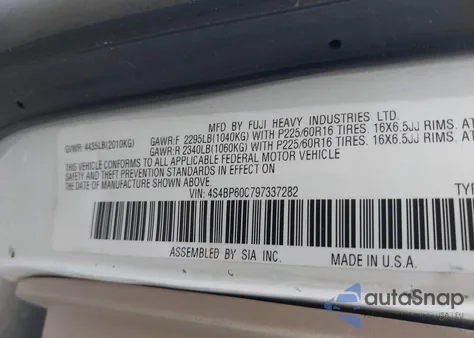 MFD BY FUJI HEAVY INDUSTRIES LTD.
GVWR: 4435LB(2010KG) GAWR:F 2295LB(1040KG) WITH P225/60R16 TIRES. 16X6.5JJ RIMS. AT
GAWR:R 2340LB(1060KG) WITH P225/60R16 TIRES. 16X6.5JJ RIMS. AT
THIS VEHICLE CONFORMS TO ALL APPLICABLE FEDERAL MOTOR VEHICLE
SAFETY AND THEFT PREVENTION STANDARDS IN EFFECT ON
THE DATE OF MANUFACTURE SHOWN ABOVE.
VIN: 4S4BP60C797337282 TYPE
ASSEMBLED BY SIA INC. MADE IN U.S.A.
autoSnap